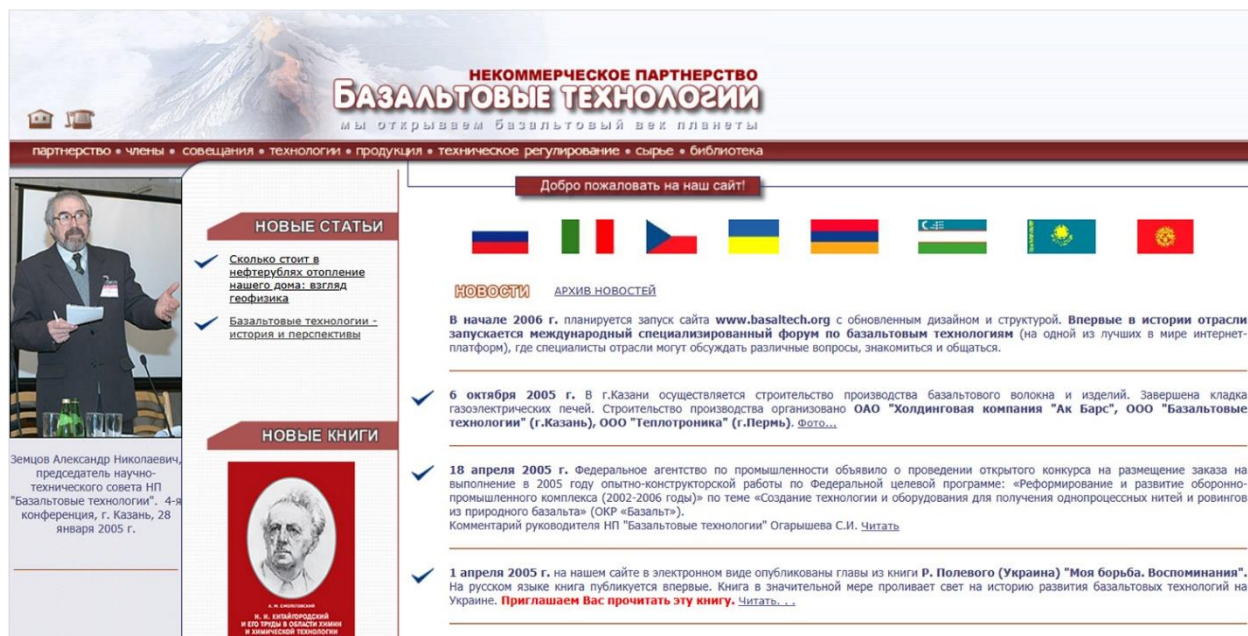 НЕКОММЕРЧЕСКОЕ ПАРТНЕРСТВО
БАЗАЛЬТОВЫЕ ТЕХНОЛОГИИ
мы открываем базальтовый век планеты
партнерство • члены • совещания • технологии • продукция • техническое регулирование • сырье • библиотека
Земцов Александр Николаевич,
председатель научно-
технического совета НП
"Базальтовые технологии". 4-я
конференция, г. Казань, 28
января 2005 г.
НОВЫЕ СТАТЬИ
Сколько стоит в
нефтерублях отопление
нашего дома: взгляд
геофизика
Базальтовые технологии -
история и перспективы
НОВЫЕ КНИГИ
А. М. СМОЛЕГОВСКИЙ
И. И. КИТАЙГОРОДСКИЙ
И ЕГО ТРУДЫ В ОБЛАСТИ ХИМИИ
И ХИМИЧЕСКОЙ ТЕХНОЛОГИИ
Добро пожаловать на наш сайт!
НОВОСТИ АРХИВ НОВОСТЕЙ
В начале 2006 г. планируется запуск сайта www.basaltech.org с обновленным дизайном и структурой. Впервые в истории отрасли
запускается международный специализированный форум по базальтовым технологиям (на одной из лучших в мире интернет-
платформ), где специалисты отрасли могут обсуждать различные вопросы, знакомиться и общаться.
6 октября 2005 г. В г.Казани осуществляется строительство производства базальтового волокна и изделий. Завершена кладка
газоэлектрических печей. Строительство производства организовано ОАО "Холдинговая компания "Ак Барс", ООО "Базальтовые
технологии" (г.Казань), ООО "Теплотроника" (г.Пермь). Фото...
18 апреля 2005 г. Федеральное агентство по промышленности объявило о проведении открытого конкурса на размещение заказа на
выполнение в 2005 году опытно-конструкторской работы по Федеральной целевой программе: «Реформирование и развитие оборонно-
промышленного комплекса (2002-2006 годы)» по теме «Создание технологии и оборудования для получения однопроцессных нитей и ровингов
из природного базальта» (ОКР «Базальт»).
Комментарий руководителя НП "Базальтовые технологии" Огарышева С.И. Читать
1 апреля 2005 г. на нашем сайте в электронном виде опубликованы главы из книги Р. Полевого (Украина) "Моя борьба. Воспоминания".
На русском языке книга публикуется впервые. Книга в значительной мере проливает свет на историю развития базальтовых технологий на
Украине. Приглашаем Вас прочитать эту книгу. Читать. . .